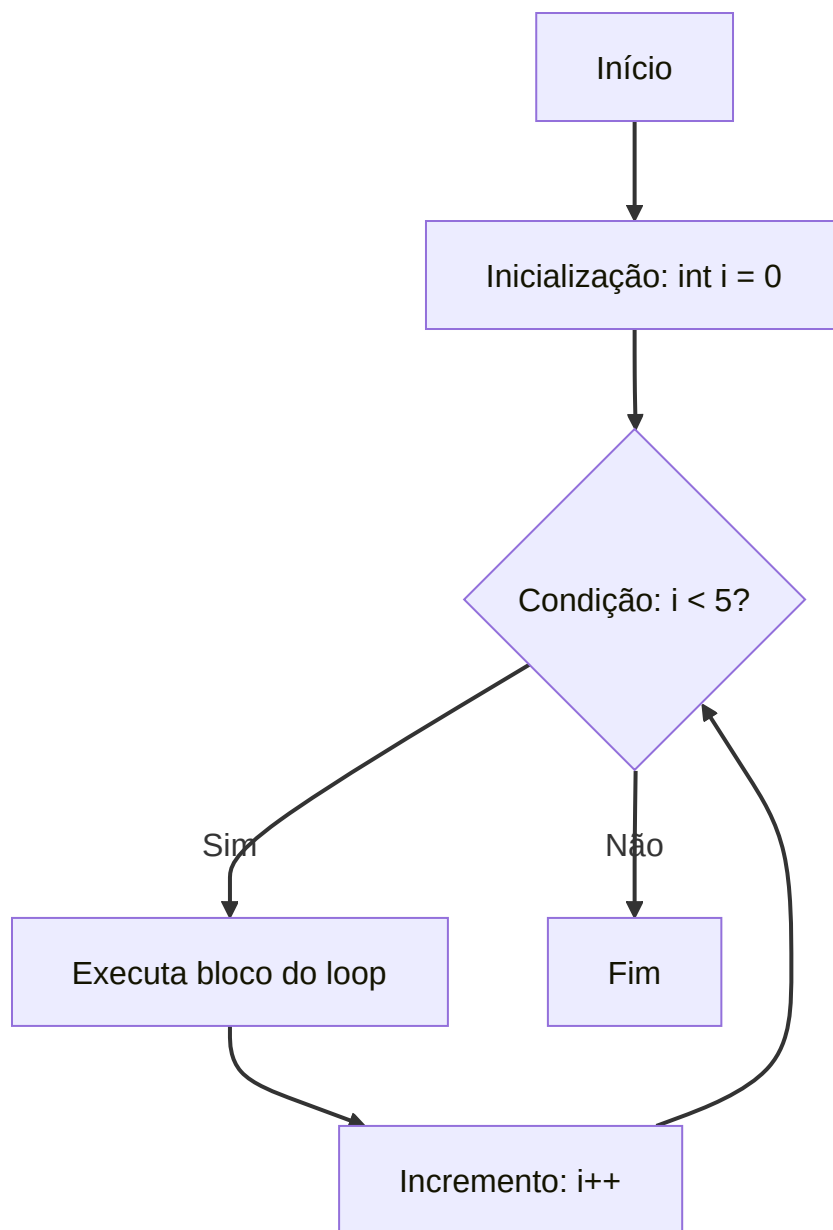 Início
Inicialização: int i = 0
Condição: i < 5?
Sim
Não
Executa bloco do loop
Fim
Incremento: i++